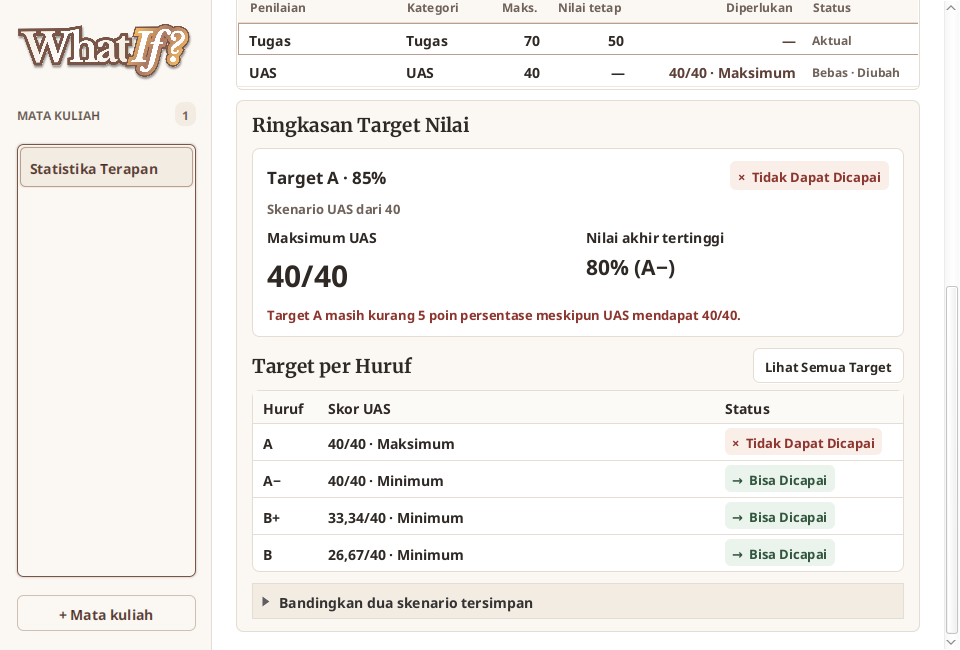 WhatIf?
MATA KULIAH 1
Statistika Terapan
+ Mata kuliah
Penilaian Kategori Maks. Nilai tetap Diperlukan Status
Tugas Tugas 70 50 — Aktual
UAS UAS 40 — 40/40 · Maksimum Bebas · Diubah
Ringkasan Target Nilai
Target A · 85% × Tidak Dapat Dicapai
Skenario UAS dari 40
Maksimum UAS Nilai akhir tertinggi
40/40 80% (A−)
Target A masih kurang 5 poin persentase meskipun UAS mendapat 40/40.
Target per Huruf Lihat Semua Target
Huruf Skor UAS Status
A 40/40 · Maksimum × Tidak Dapat Dicapai
A− 40/40 · Minimum → Bisa Dicapai
B+ 33,34/40 · Minimum → Bisa Dicapai
B 26,67/40 · Minimum → Bisa Dicapai
Bandingkan dua skenario tersimpan